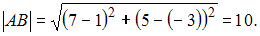 |AB| = √((7 − 1)² + (5 − (− 3))²) = 10.